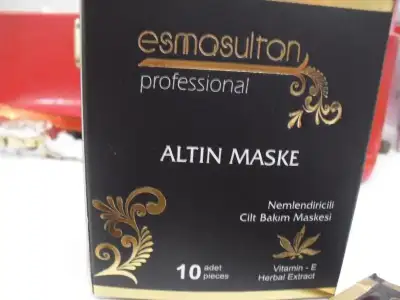 esmasultan
professional
ALTIN MASKE
Nemlendiricili
Cilt Bakım Maskesi
10 adet
pieces
Vitamin - E
Herbal Extract